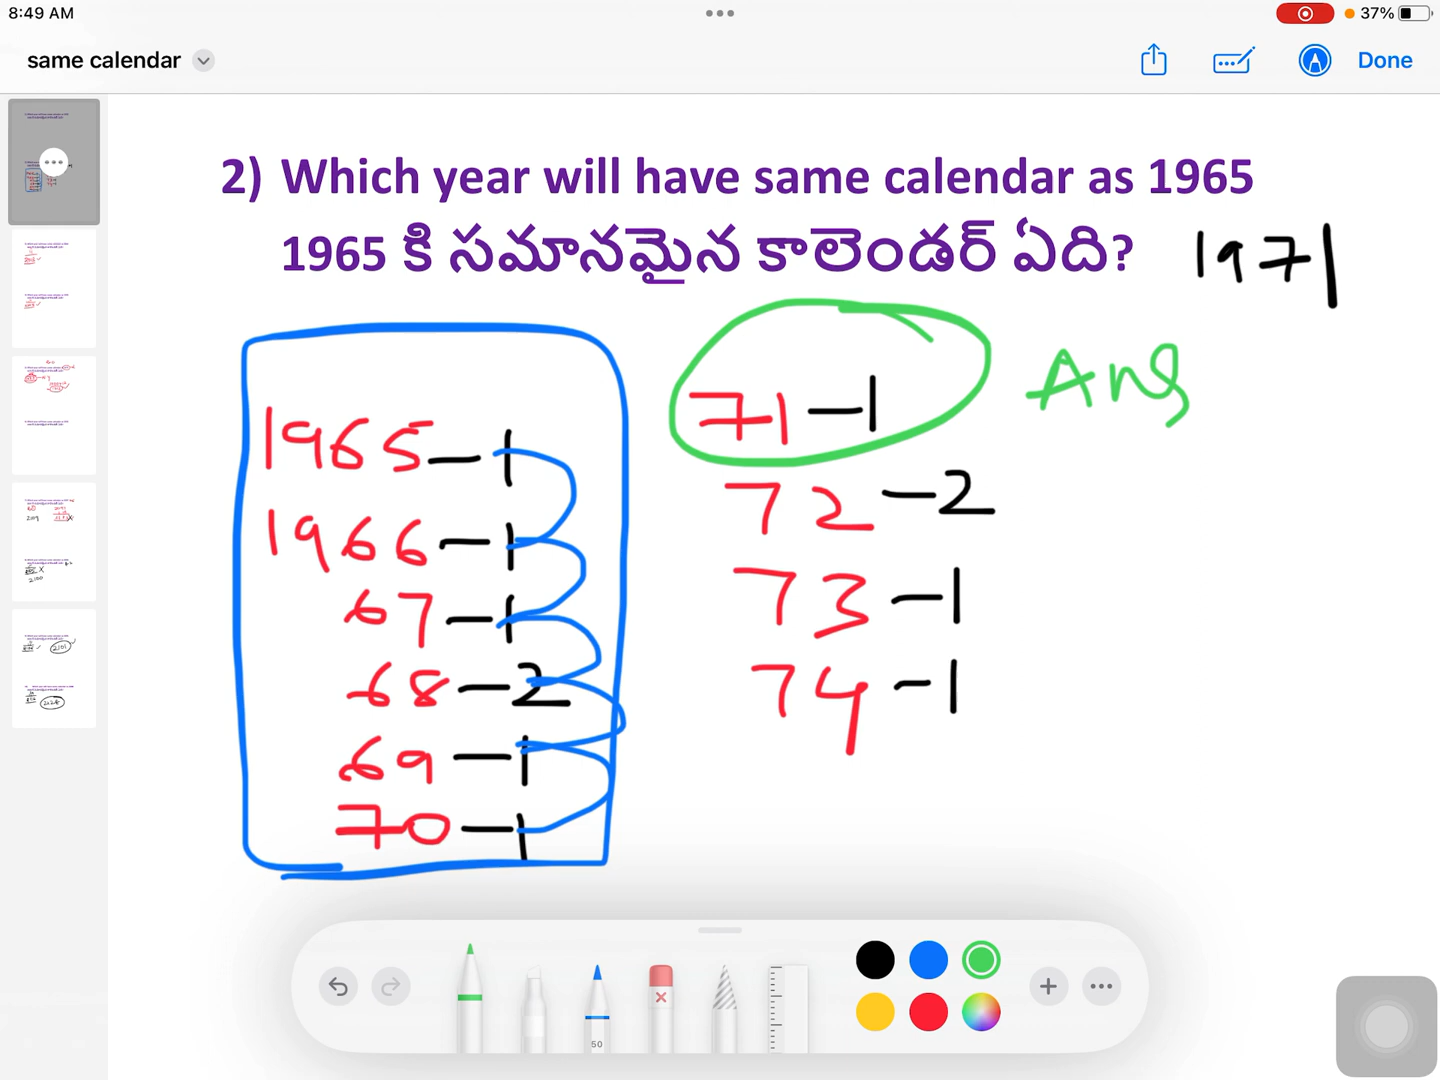 8:49 AM
37%
same calendar
Done
2) Which year will have same calendar as 1965
1965 కి సమానమైన కాలెండర్ ఏది?
1971
1965 — 1
1966 — 1
67 — 1
68 — 2
69 — 1
70 — 1
71 — 1
Ans
72 — 2
73 — 1
74 — 1
50